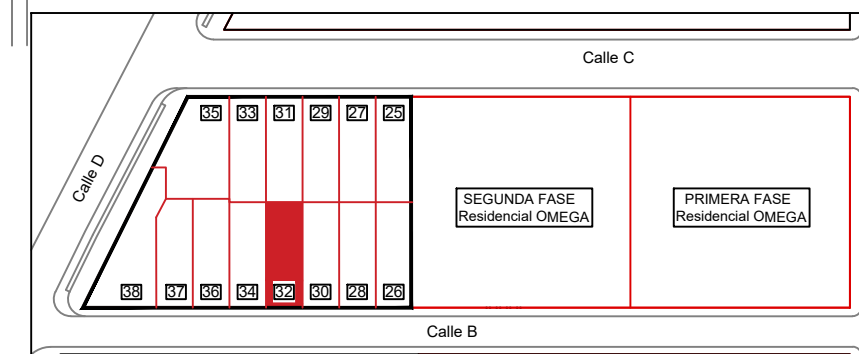 Calle C
35 33 31 29 27 25
Calle D
SEGUNDA FASE
Residencial OMEGA
PRIMERA FASE
Residencial OMEGA
38 37 36 34 32 30 28 26
Calle B